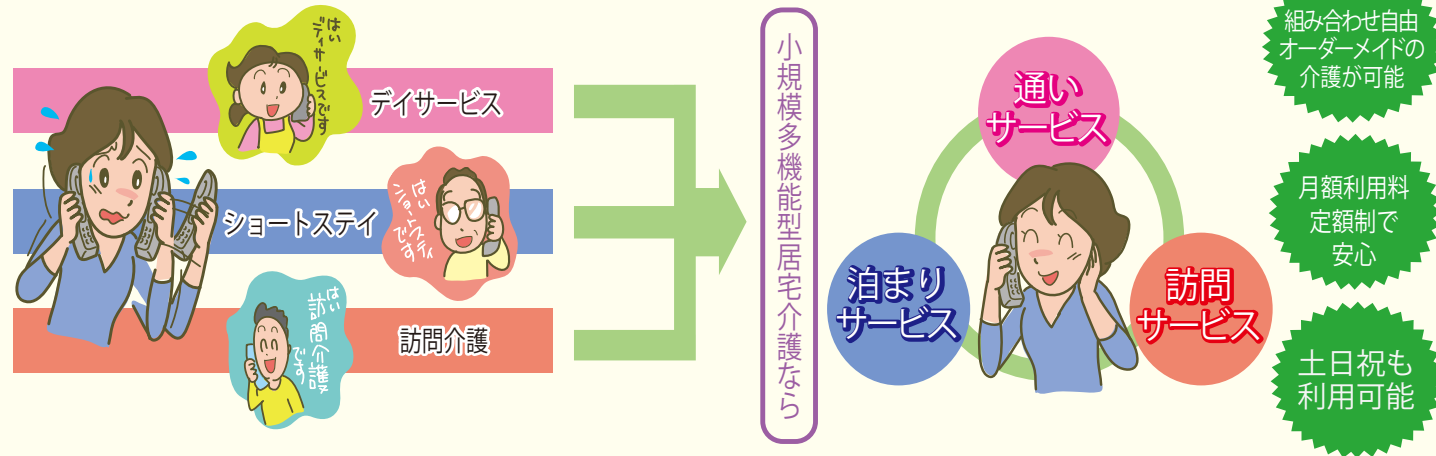 はい
デイサービスです
デイサービス
はい
ショートステイ
です
ショートステイ
はい
訪問介護
です
訪問介護
小規模多機能型居宅介護なら
通い
サービス
泊まり
サービス
訪問
サービス
組み合わせ自由
オーダーメイドの
介護が可能
月額利用料
定額制で
安心
土日祝も
利用可能